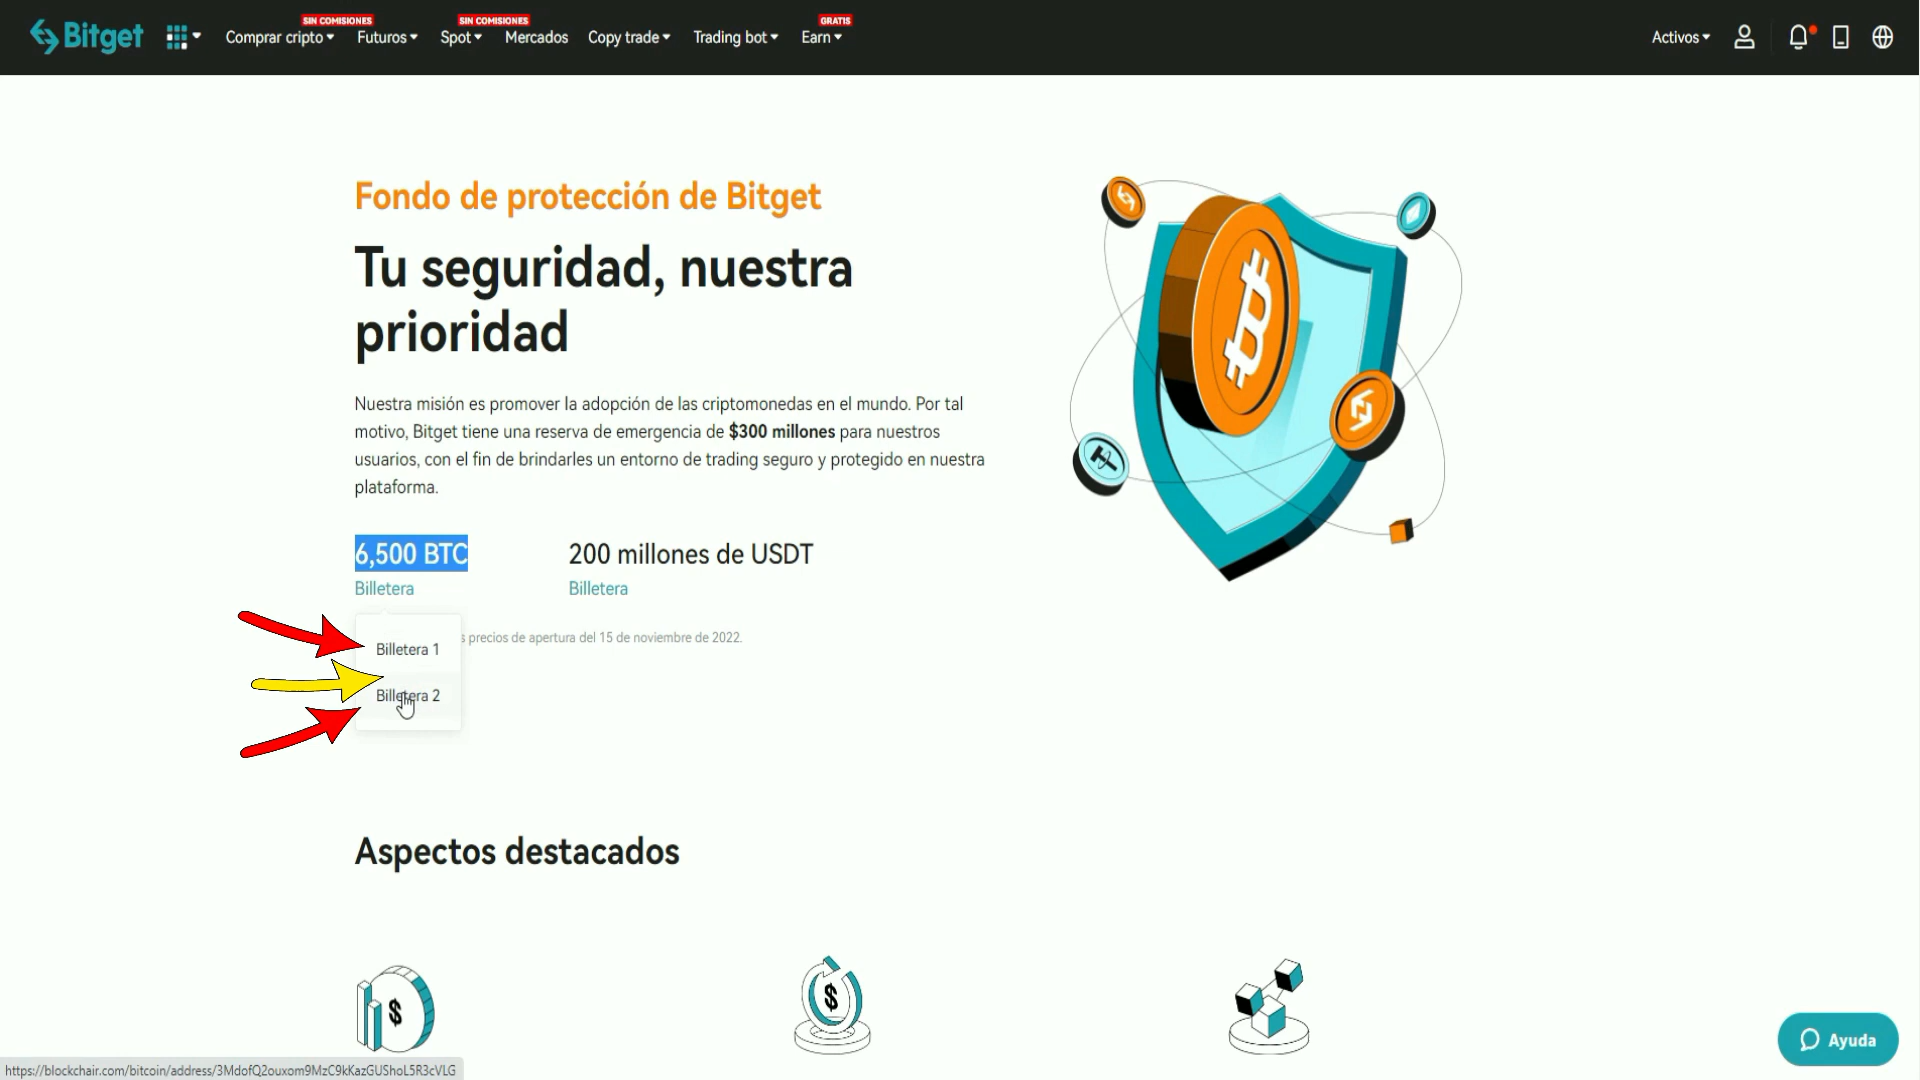 SIN COMISIONES SIN COMISIONES GRATIS
Bitget Comprar cripto Futuros Spot Mercados Copy trade Trading bot Earn Activos
Fondo de protección de Bitget
Tu seguridad, nuestra
prioridad
Nuestra misión es promover la adopción de las criptomonedas en el mundo. Por tal
motivo, Bitget tiene una reserva de emergencia de $300 millones para nuestros
usuarios, con el fin de brindarles un entorno de trading seguro y protegido en nuestra
plataforma.
6,500 BTC 200 millones de USDT
Billetera Billetera
precios de apertura del 15 de noviembre de 2022.
Billetera 1
Billetera 2
Aspectos destacados
$ $
Ayuda
https://blockchair.com/bitcoin/address/3MdofQ2ouxom9MzC9kKazGUShoL5R3cVLG